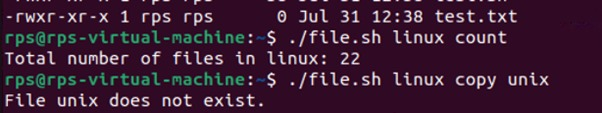 -rwxr-xr-x 1 rps rps 0 Jul 31 12:38 test.txt
rps@rps-virtual-machine:~$ ./file.sh linux count
Total number of files in linux: 22
rps@rps-virtual-machine:~$ ./file.sh linux copy unix
File unix does not exist.